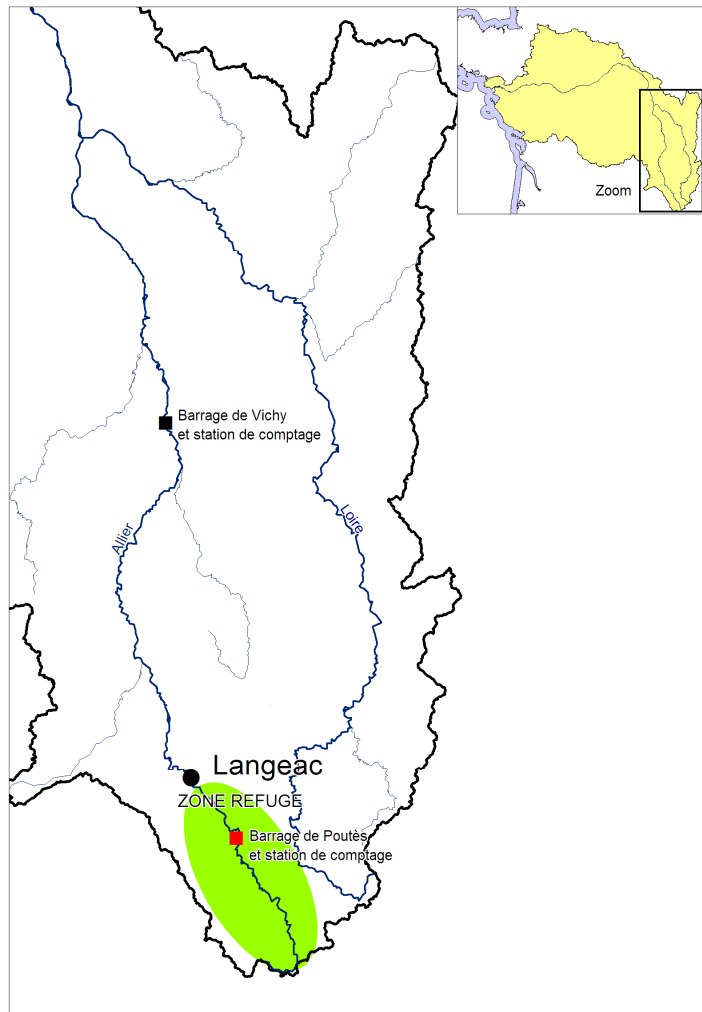 Zoom
Barrage de Vichy
et station de comptage
Allier
Loire
Langeac
ZONE REFUGE
Barrage de Poutès
et station de comptage